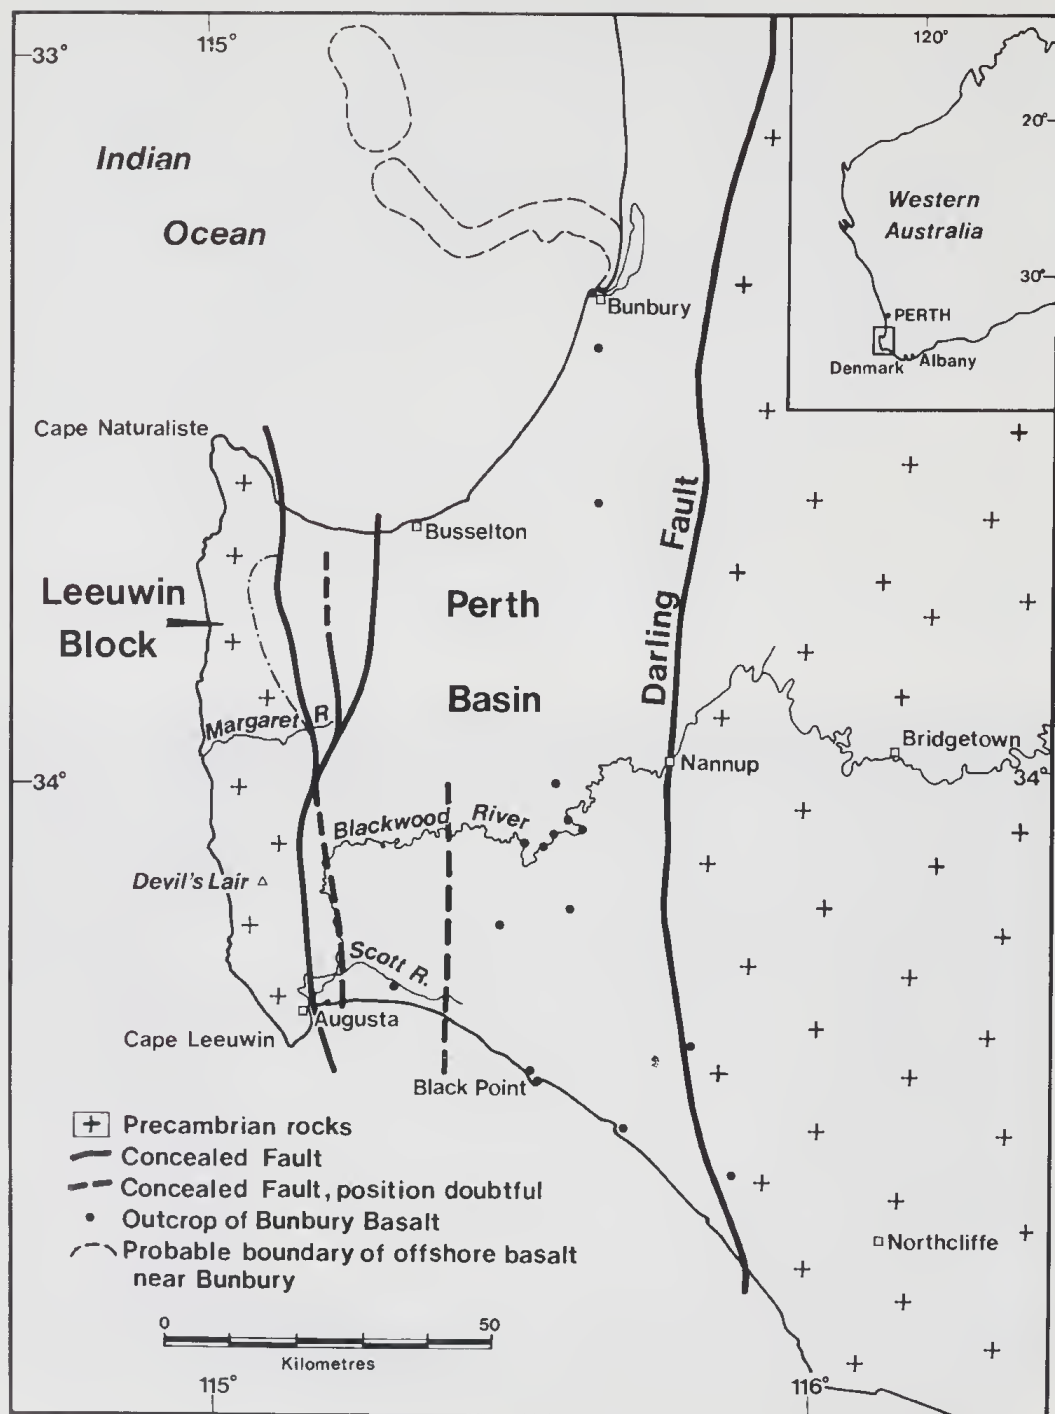 115°
120°
33°
20°
Indian
Ocean
Western
Australia
30°
PERTH
Denmark
Albany
Bunbury
Cape Naturaliste
Busselton
Darling Fault
Leeuwin
Block
Perth
Basin
Margaret R
Bridgetown
Nannup
34°
34°
Blackwood River
Devil's Lair
Scott R.
Augusta
Cape Leeuwin
Black Point
Precambrian rocks
Concealed Fault
Concealed Fault, position doubtful
Outcrop of Bunbury Basalt
Probable boundary of offshore basalt
near Bunbury
Northcliffe
0 50
Kilometres
115°
116°